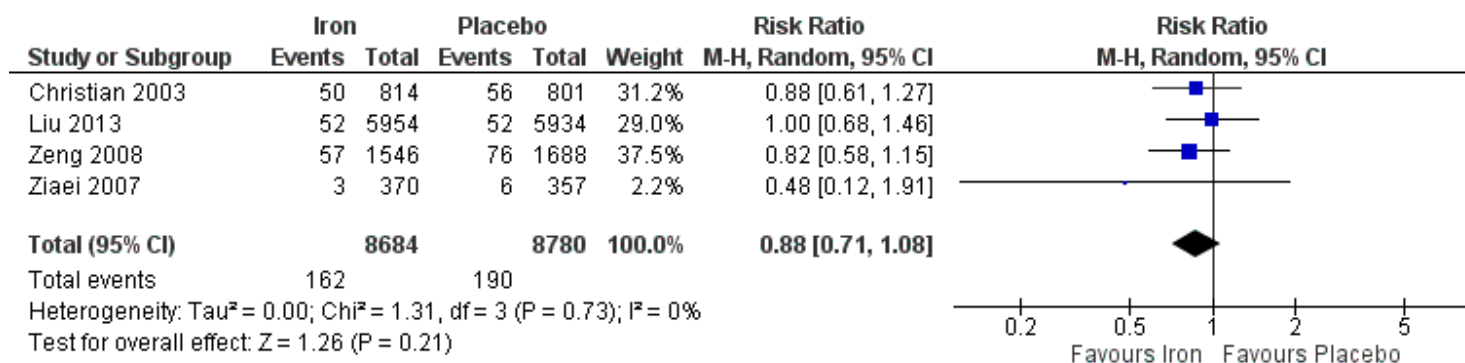 Iron Placebo Risk Ratio Risk Ratio
Study or Subgroup Events Total Events Total Weight M-H, Random, 95% CI M-H, Random, 95% CI
Christian 2003 50 814 56 801 31.2% 0.88 [0.61, 1.27]
Liu 2013 52 5954 52 5934 29.0% 1.00 [0.68, 1.46]
Zeng 2008 57 1546 76 1688 37.5% 0.82 [0.58, 1.15]
Ziaei 2007 3 370 6 357 2.2% 0.48 [0.12, 1.91]
Total (95% CI) 8684 8780 100.0% 0.88 [0.71, 1.08]
Total events 162 190
Heterogeneity: Tau² = 0.00; Chi² = 1.31, df = 3 (P = 0.73); I² = 0%
Test for overall effect: Z = 1.26 (P = 0.21)
0.2 0.5 1 2 5
Favours Iron Favours Placebo